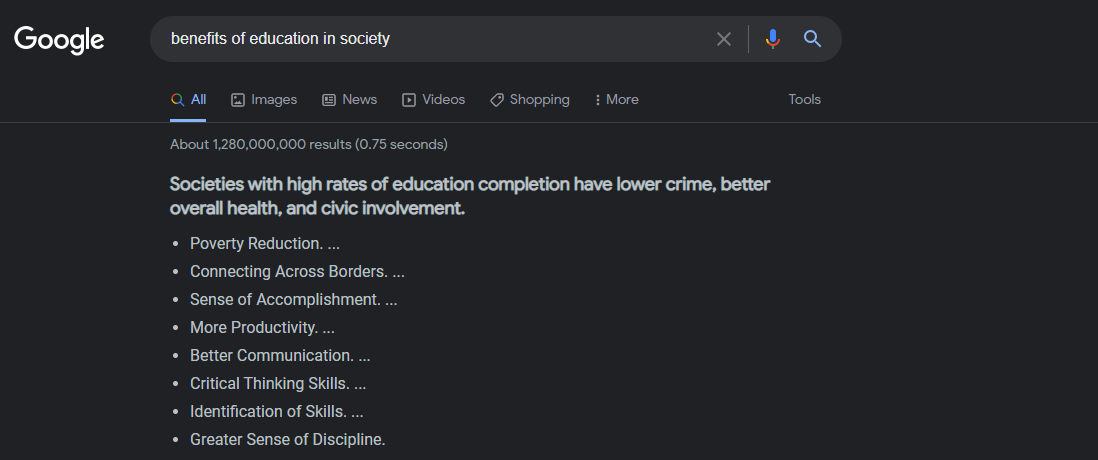 Google
benefits of education in society
All Images News Videos Shopping More Tools
About 1,280,000,000 results (0.75 seconds)
Societies with high rates of education completion have lower crime, better
overall health, and civic involvement.
• Poverty Reduction. ...
• Connecting Across Borders. ...
• Sense of Accomplishment. ...
• More Productivity. ...
• Better Communication. ...
• Critical Thinking Skills. ...
• Identification of Skills. ...
• Greater Sense of Discipline.